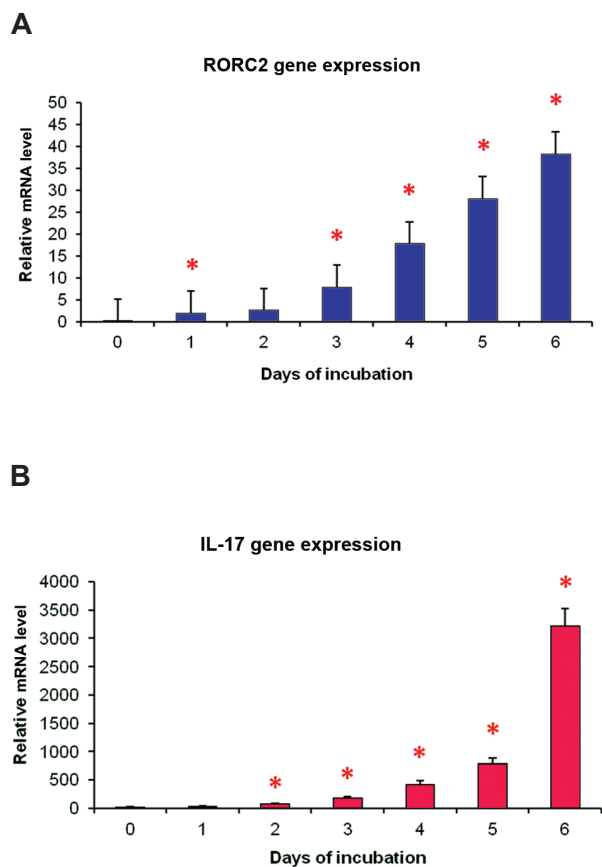 A
RORC2 gene expression
Relative mRNA level
50
45
40
35
30
25
20
15
10
5
0
* * * * * *
0 1 2 3 4 5 6
Days of incubation
B
IL-17 gene expression
Relative mRNA level
4000
3500
3000
2500
2000
1500
1000
500
0
* * * * *
0 1 2 3 4 5 6
Days of incubation